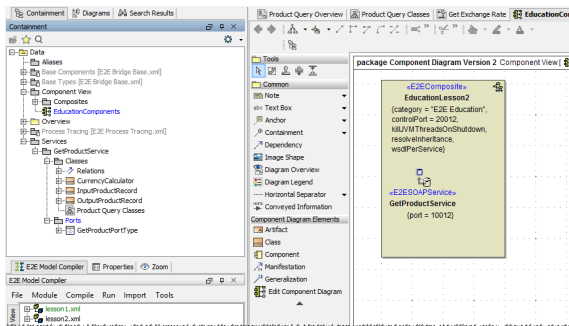 Containment
Diagrams
Search Results
Containment
Data
Aliases
Base Components [E2E Bridge Base.xml]
Base Types [E2E Bridge Base.xml]
Component View
Composites
EducationComponents
Overview
Process Tracing [E2E Process Tracing.xml]
Services
GetProductService
Classes
Relations
CurrencyCalculator
InputProductRecord
OutputProductRecord
Product Query Classes
Ports
GetProductPortType
E2E Model Compiler
Properties
Zoom
E2E Model Compiler
File Module Compile Run Import Tools
View
lesson1.xml
lesson2.xml
Product Query Overview
Product Query Classes
Get Exchange Rate
EducationCo
Tools
Common
Note
abc Text Box
Anchor
Containment
Dependency
Image Shape
Diagram Overview
Diagram Legend
Horizontal Separator
Conveyed Information
Component Diagram Elements
Artifact
Class
Component
Manifestation
Generalization
Edit Component Diagram
package Component Diagram Version 2 Component View [
«E2EComposite»
EducationLesson2
{category = "E2E Education",
controlPort = 20012,
killJVMThreadsOnShutdown,
resolveInheritance,
wsdlPerService}
«E2ESOAPService»
GetProductService
{port = 10012}